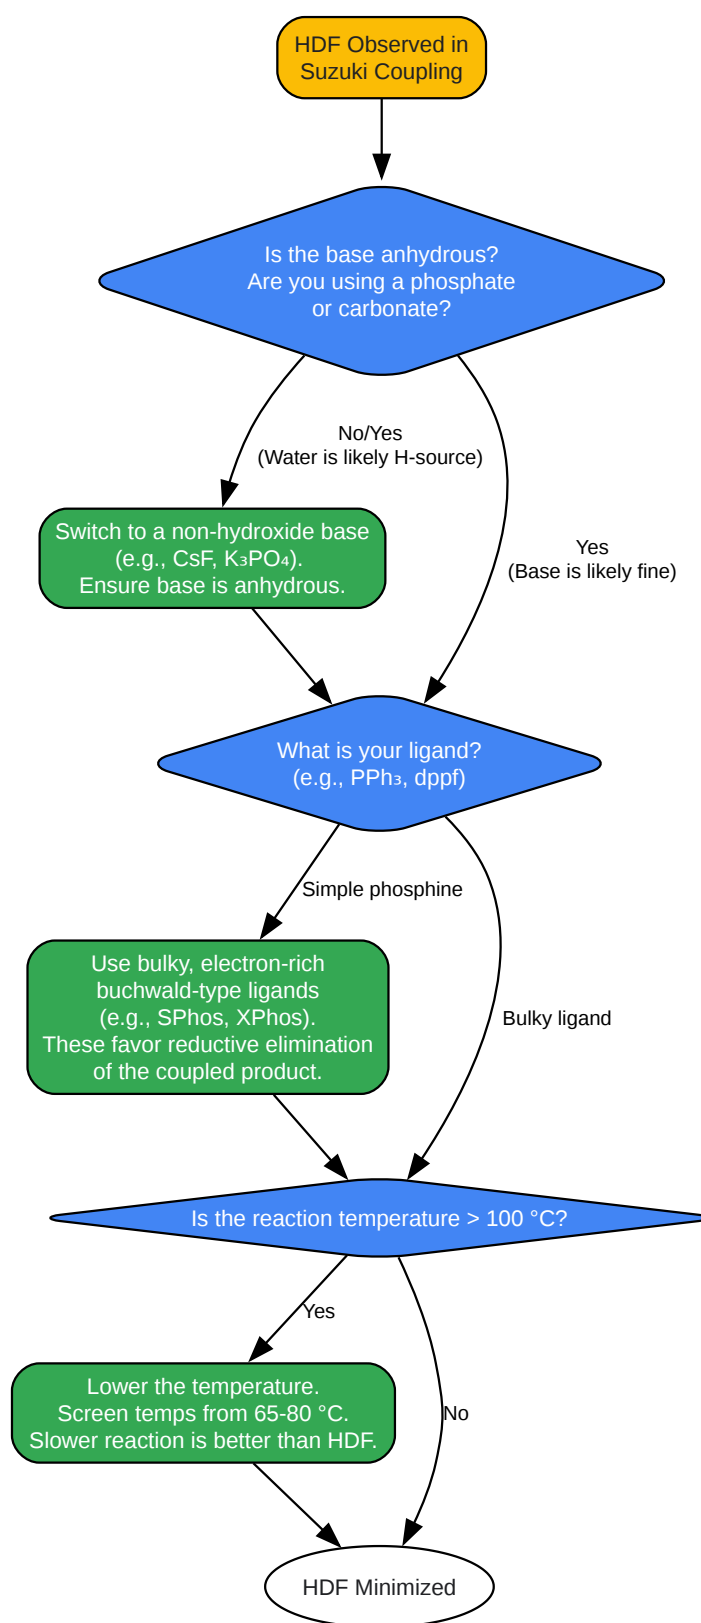 HDF Observed in
Suzuki Coupling
Is the base anhydrous?
Are you using a phosphate
or carbonate?
No/Yes
(Water is likely H-source)
Yes
(Base is likely fine)
Switch to a non-hydroxide base
(e.g., CsF, K₃PO₄).
Ensure base is anhydrous.
What is your ligand?
(e.g., PPh₃, dppf)
Simple phosphine
Bulky ligand
Use bulky, electron-rich
buchwald-type ligands
(e.g., SPhos, XPhos).
These favor reductive elimination
of the coupled product.
Is the reaction temperature > 100 °C?
Yes
No
Lower the temperature.
Screen temps from 65-80 °C.
Slower reaction is better than HDF.
HDF Minimized